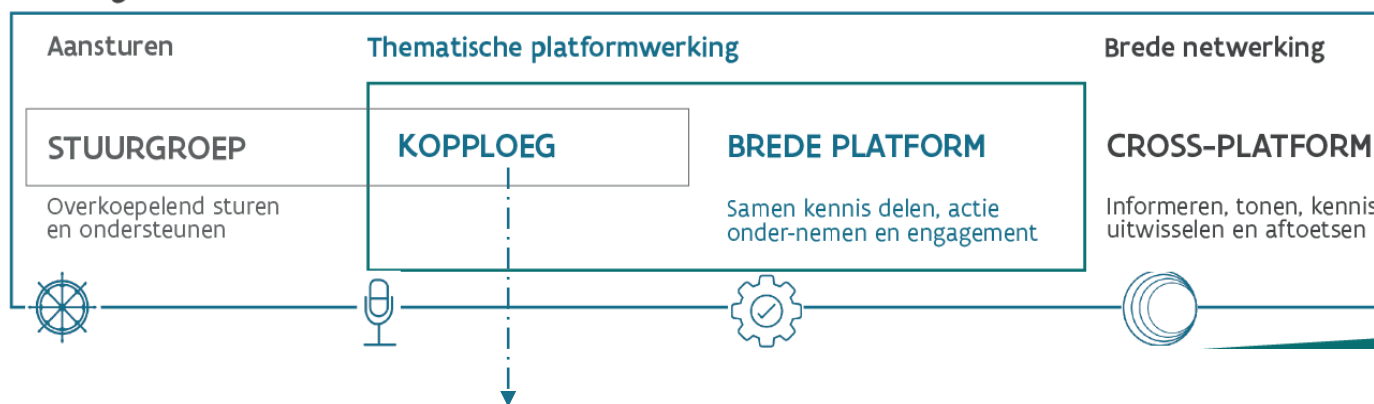 Aansturen
Thematische platformwerking
Brede netwerking
STUURGROEP
KOPPLOEG
BREDE PLATFORM
CROSS-PLATFORM
Overkoepelend sturen
en ondersteunen
Samen kennis delen, actie
onder-nemen en engagement
Informeren, tonen, kennis
uitwisselen en aftoetsen